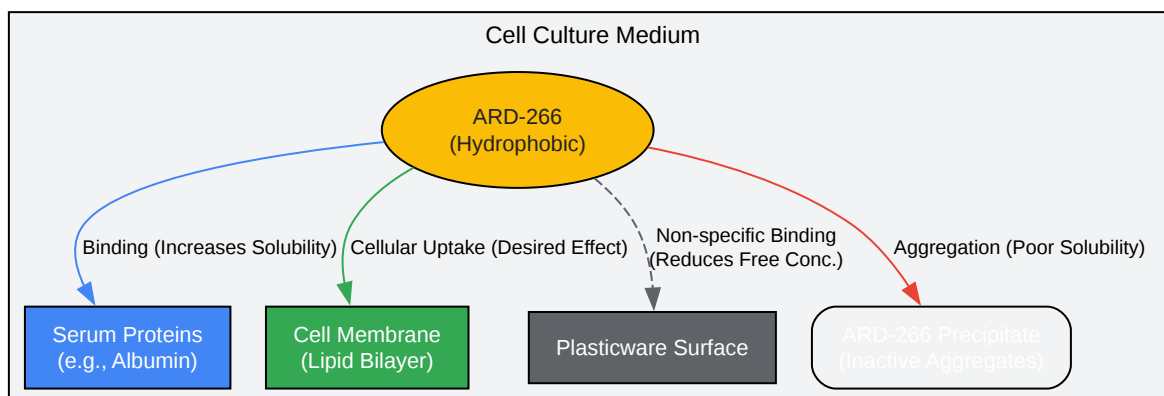 Cell Culture Medium
ARD-266
(Hydrophobic)
Binding (Increases Solubility)
Cellular Uptake (Desired Effect)
Non-specific Binding
(Reduces Free Conc.)
Aggregation (Poor Solubility)
Serum Proteins
(e.g., Albumin)
Cell Membrane
(Lipid Bilayer)
Plasticware Surface
ARD-266 Precipitate
(Inactive Aggregates)